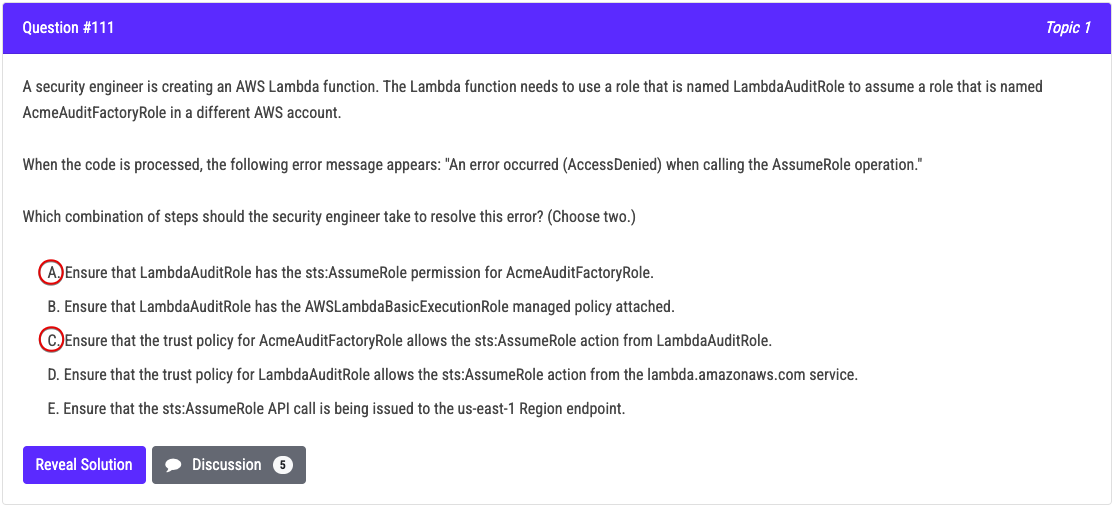 Question #111
Topic 1
A security engineer is creating an AWS Lambda function. The Lambda function needs to use a role that is named LambdaAuditRole to assume a role that is named
AcmeAuditFactoryRole in a different AWS account.
When the code is processed, the following error message appears: "An error occurred (AccessDenied) when calling the AssumeRole operation."
Which combination of steps should the security engineer take to resolve this error? (Choose two.)
A. Ensure that LambdaAuditRole has the sts:AssumeRole permission for AcmeAuditFactoryRole.
B. Ensure that LambdaAuditRole has the AWSLambdaBasicExecutionRole managed policy attached.
C. Ensure that the trust policy for AcmeAuditFactoryRole allows the sts:AssumeRole action from LambdaAuditRole.
D. Ensure that the trust policy for LambdaAuditRole allows the sts:AssumeRole action from the lambda.amazonaws.com service.
E. Ensure that the sts:AssumeRole API call is being issued to the us-east-1 Region endpoint.
Reveal Solution
Discussion 5